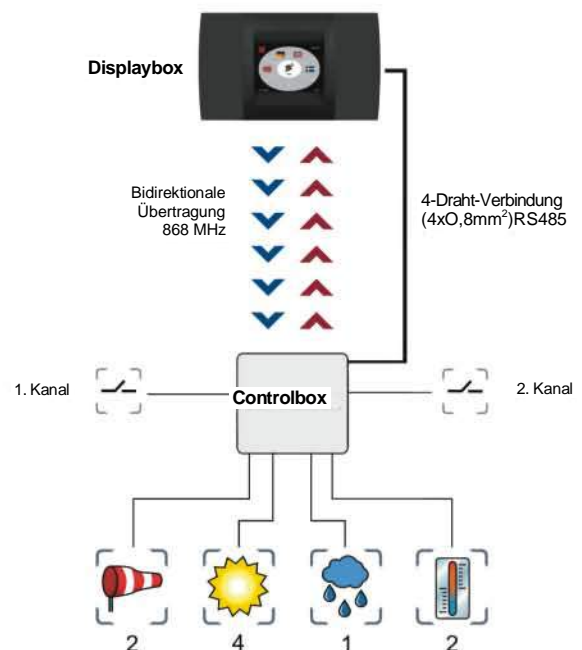 Displaybox
Bidirektionale
Übertragung
868 MHz
4-Draht-Verbindung
(4xO,8mm²)RS485
1. Kanal
Controlbox
2. Kanal
2
4
1
2